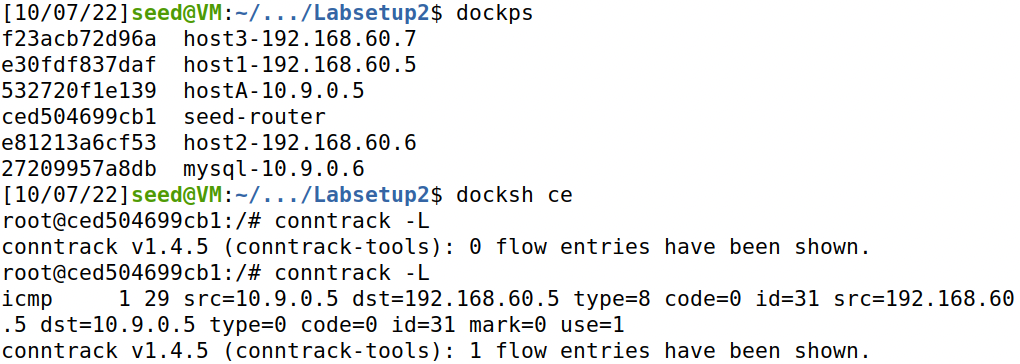 [10/07/22]seed@VM:~/.../Labsetup2$ dockps
f23acb72d96a  host3-192.168.60.7
e30fdf837daf  host1-192.168.60.5
532720f1e139  hostA-10.9.0.5
ced504699cb1  seed-router
e81213a6cf53  host2-192.168.60.6
27209957a8db  mysql-10.9.0.6
[10/07/22]seed@VM:~/.../Labsetup2$ docksh ce
root@ced504699cb1:/# conntrack -L
conntrack v1.4.5 (conntrack-tools): 0 flow entries have been shown.
root@ced504699cb1:/# conntrack -L
icmp     1 29 src=10.9.0.5 dst=192.168.60.5 type=8 code=0 id=31 src=192.168.60
.5 dst=10.9.0.5 type=0 code=0 id=31 mark=0 use=1
conntrack v1.4.5 (conntrack-tools): 1 flow entries have been shown.